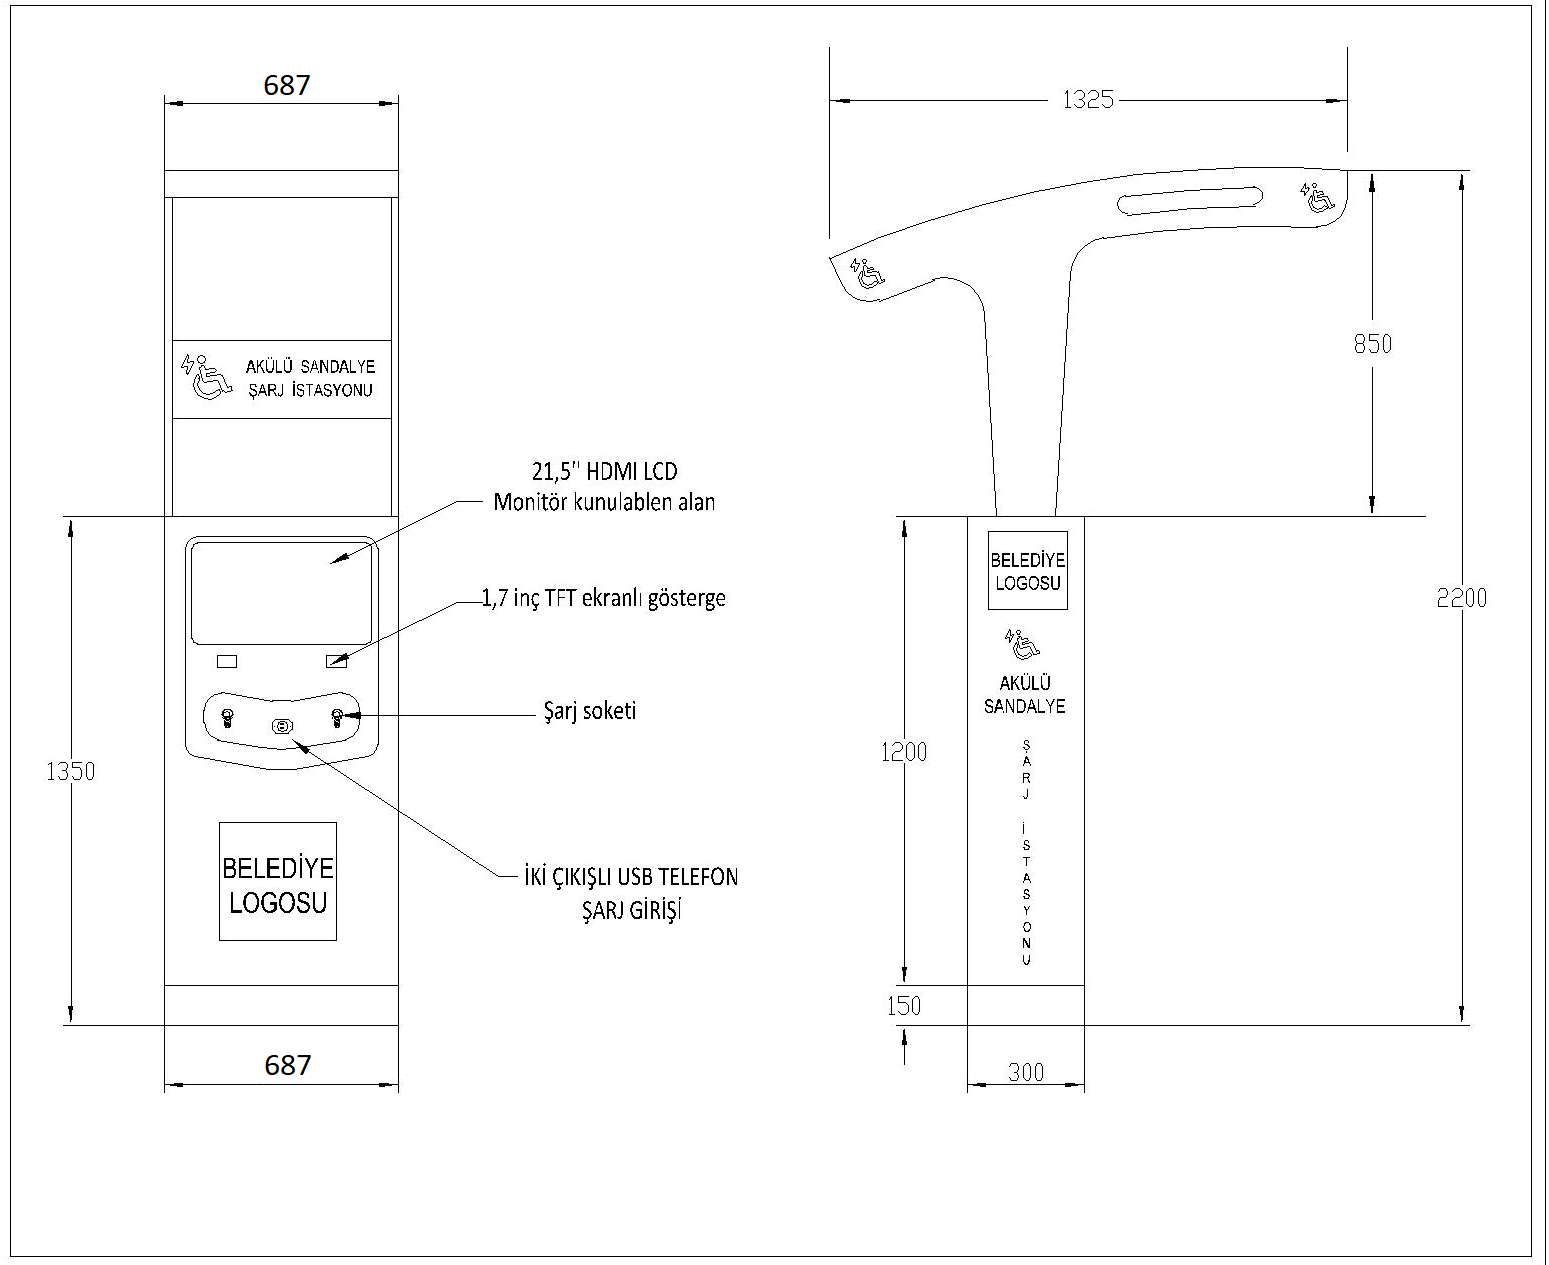 687
1325
AKÜLÜ SANDALYE
ŞARJ İSTASYONU
850
21,5" HDMI LCD
Monitör kunulablen alan
1,7 inç TFT ekranlı gösterge
Şarj soketi
1350
İKİ ÇIKIŞLI USB TELEFON
ŞARJ GİRİŞİ
BELEDİYE
LOGOSU
687
BELEDİYE
LOGOSU
2200
AKÜLÜ
SANDALYE
ŞARJ İSTASYONU
1200
150
300